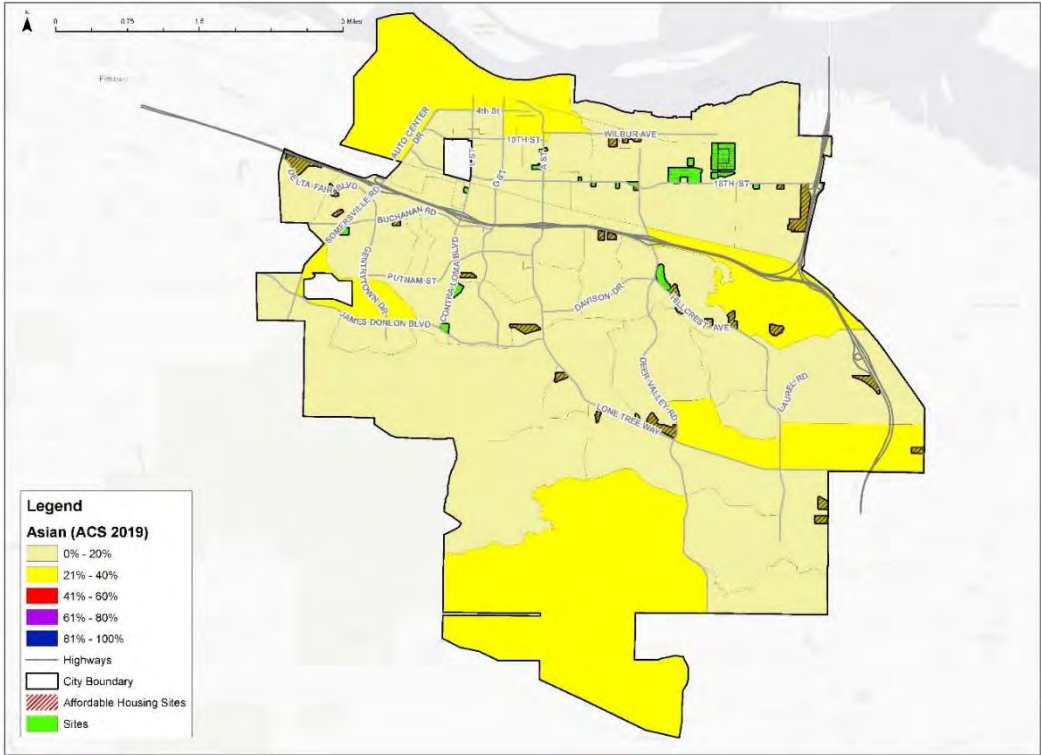 N
0 0.75 1.5 3 Miles
4th St
AUTO CENTER DR
10TH ST
WILBUR AVE
L ST
A ST
G ST
18TH ST
DELTA FAIR BLVD
SOMERSVILLE RD
BUCHANAN RD
GENTRYTOWN DR
PUTNAM ST
CONTRA LOMA BLVD
DAVISON DR
HILLCREST AVE
JAMES DONLON BLVD
DEER VALLEY RD
LAUREL RD
LONE TREE WAY
Legend
Asian (ACS 2019)
0% - 20%
21% - 40%
41% - 60%
61% - 80%
81% - 100%
Highways
City Boundary
Affordable Housing Sites
Sites